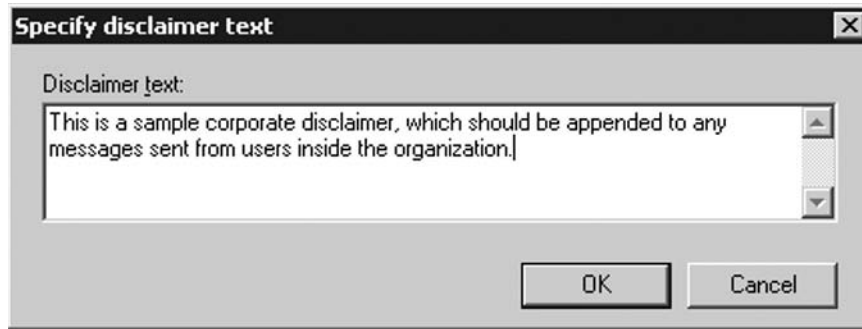 Specify disclaimer text
Disclaimer text:
This is a sample corporate disclaimer, which should be appended to any
messages sent from users inside the organization.
OK
Cancel